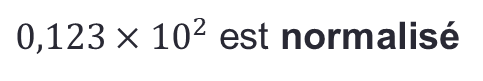 0,123 × 10² est normalisé